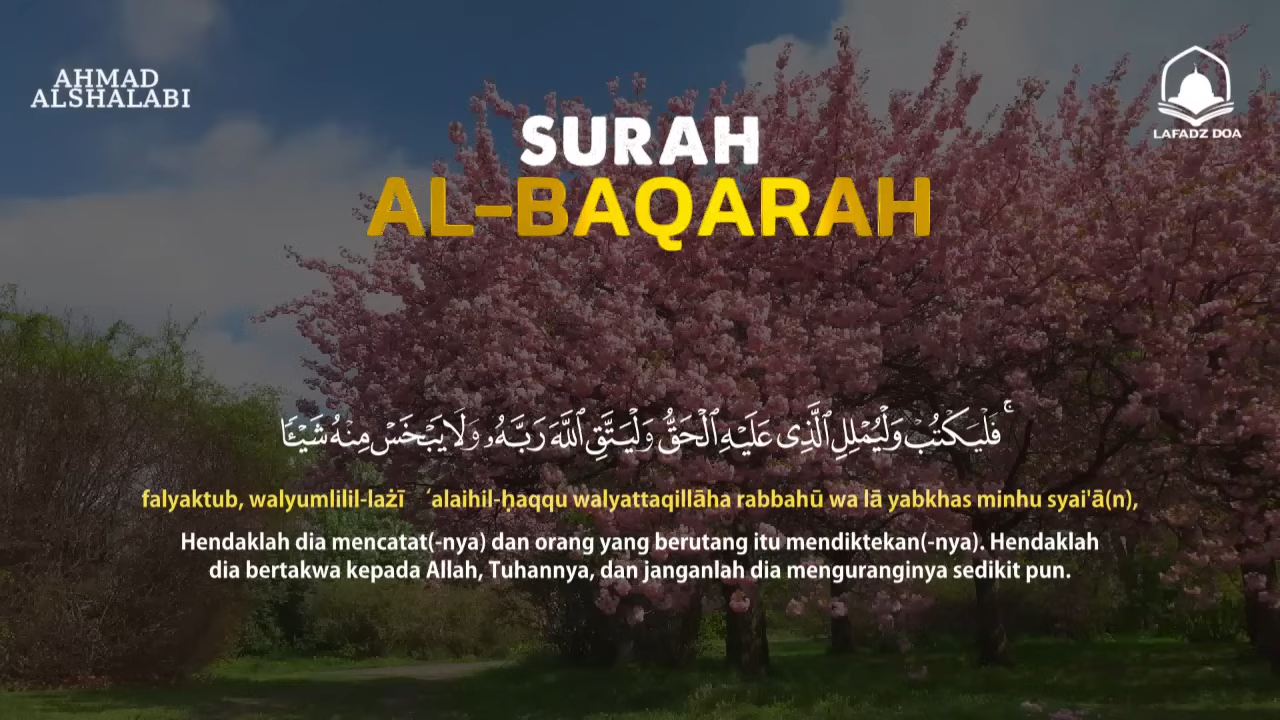 AHMAD
ALSHALABI
LAFADZ DOA
SURAH
AL-BAQARAH
فَلْيَكْتُبْۚ وَلْيُمْلِلِ ٱلَّذِى عَلَيْهِ ٱلْحَقُّ وَلْيَتَّقِ ٱللَّهَ رَبَّهُۥ وَلَا يَبْخَسْ مِنْهُ شَيْـًٔا
falyaktub, walyumlilil-lażī ‘alaihil-ḥaqqu walyattaqillāha rabbahū wa lā yabkhas minhu syai'ā(n),
Hendaklah dia mencatat(-nya) dan orang yang berutang itu mendiktekan(-nya). Hendaklah
dia bertakwa kepada Allah, Tuhannya, dan janganlah dia menguranginya sedikit pun.